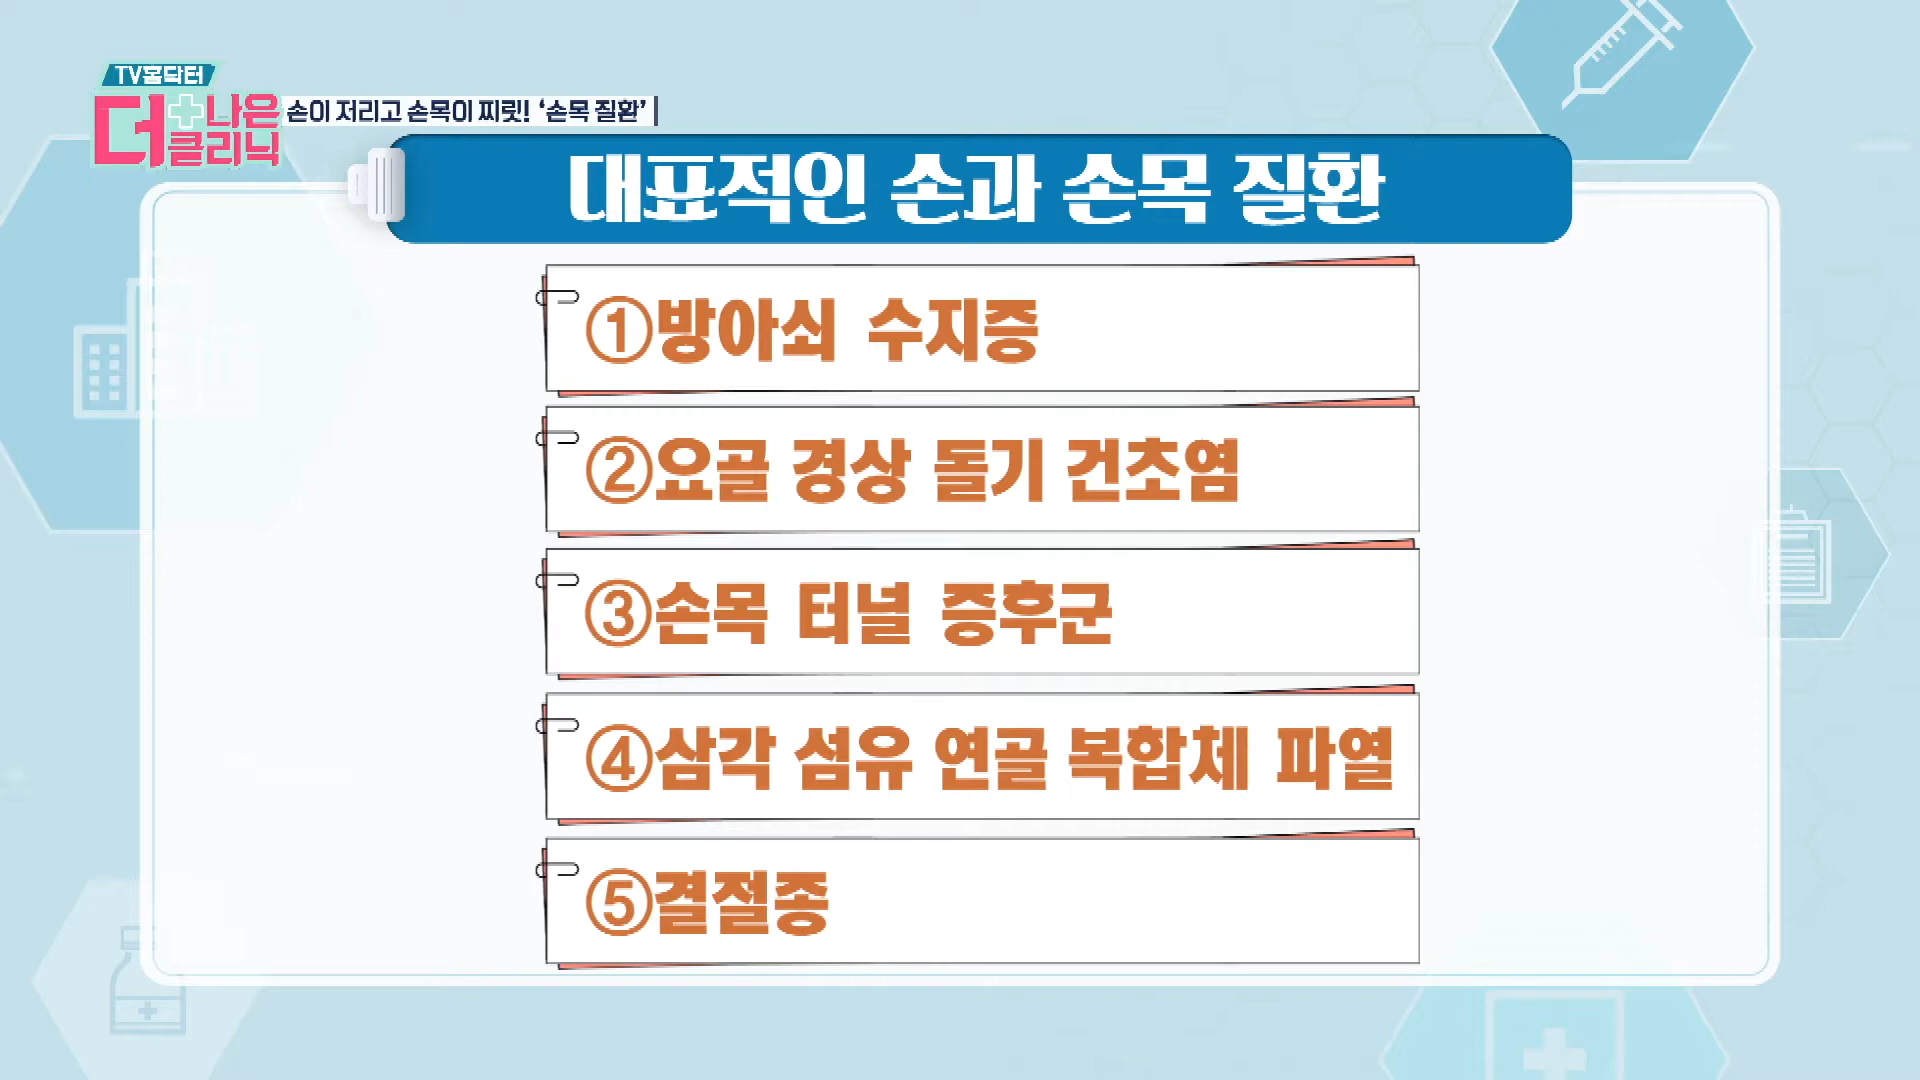 TV홈닥터
더 나은
클리닉
손이 저리고 손목이 찌릿! ‘손목 질환’
대표적인 손과 손목 질환
①방아쇠 수지증
②요골 경상 돌기 건초염
③손목 터널 증후군
④삼각 섬유 연골 복합체 파열
⑤결절종